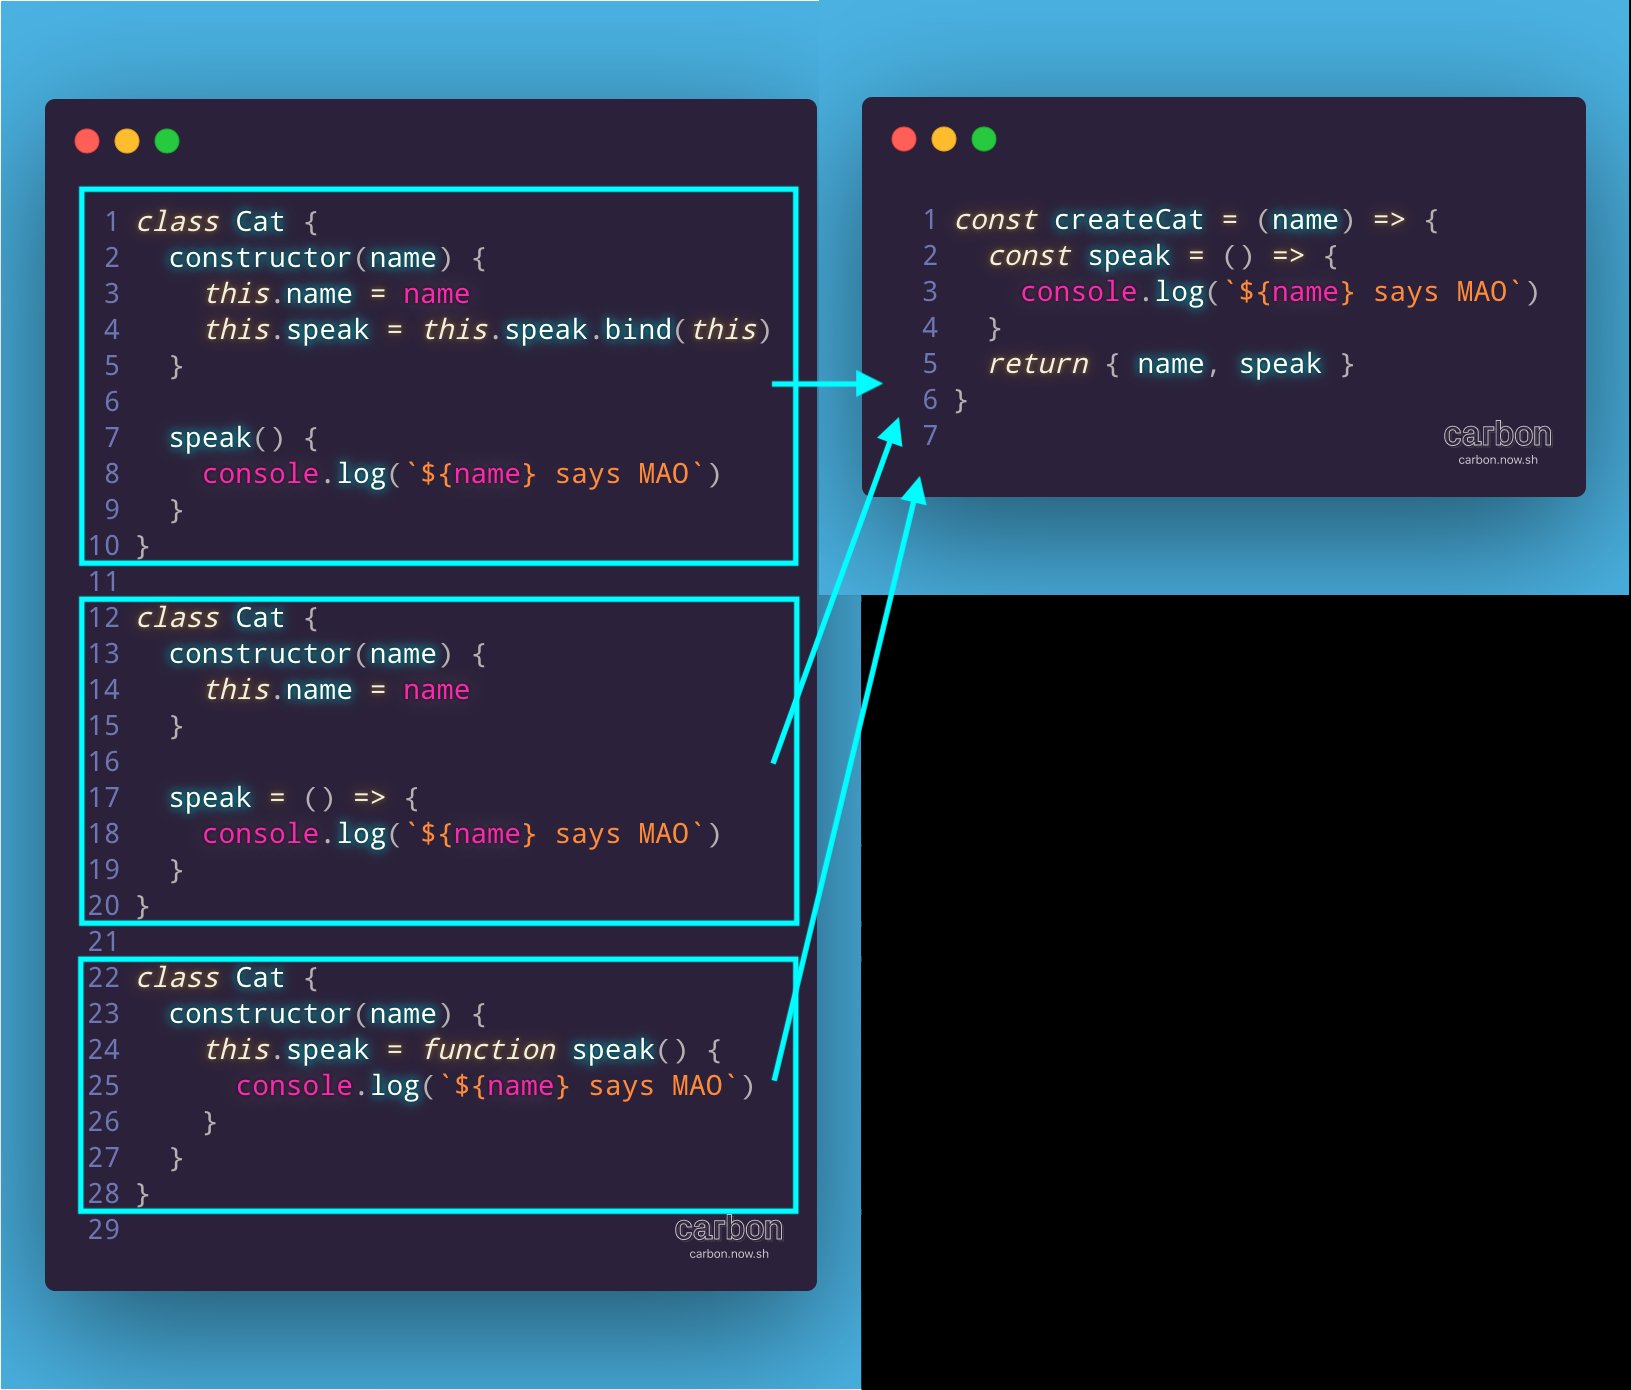 1 class Cat {
2   constructor(name) {
3     this.name = name
4     this.speak = this.speak.bind(this)
5   }
6
7   speak() {
8     console.log(`${name} says MAO`)
9   }
10 }
11
12 class Cat {
13   constructor(name) {
14     this.name = name
15   }
16
17   speak = () => {
18     console.log(`${name} says MAO`)
19   }
20 }
21
22 class Cat {
23   constructor(name) {
24     this.speak = function speak() {
25       console.log(`${name} says MAO`)
26     }
27   }
28 }
29
carbon
carbon.now.sh
1 const createCat = (name) => {
2   const speak = () => {
3     console.log(`${name} says MAO`)
4   }
5   return { name, speak }
6 }
7
carbon
carbon.now.sh